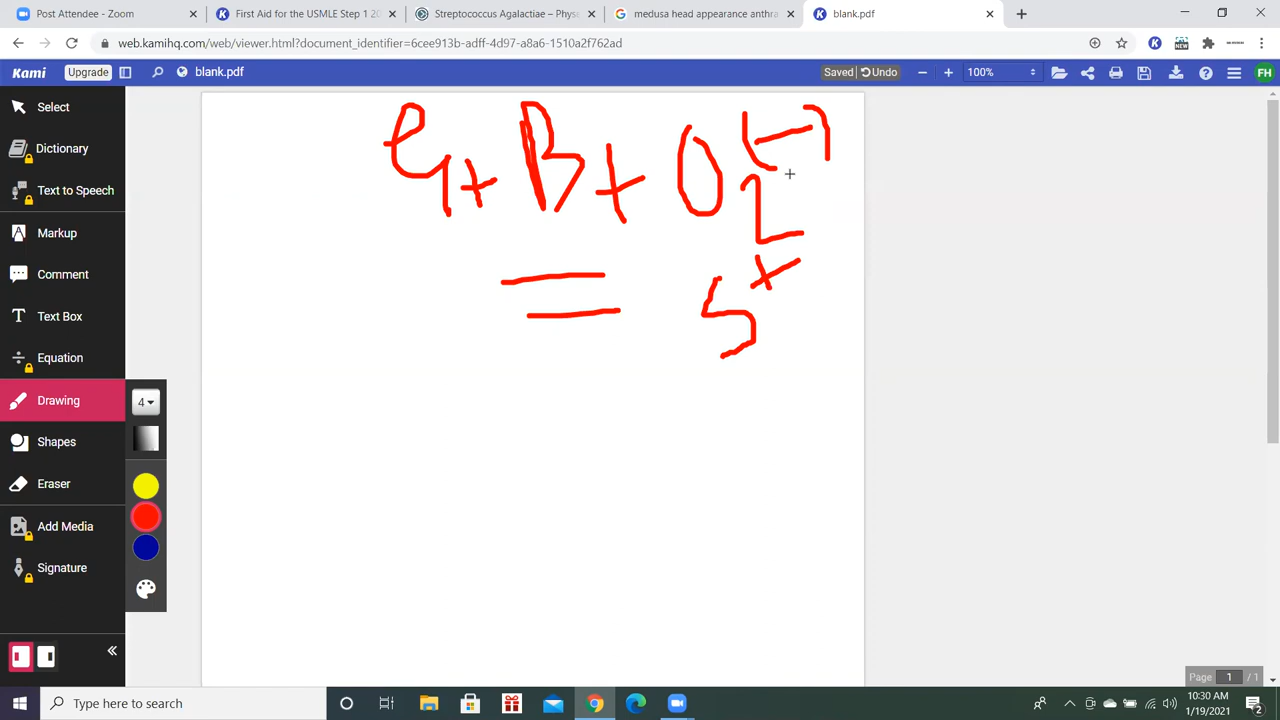 Post Attendee - Zoom
First Aid for the USMLE Step 1 20
Streptococcus Agalactiae – Physi
medusa head appearance anthra
blank.pdf
web.kamihq.com/web/viewer.html?document_identifier=6cee913b-adff-4d97-a8a6-1510a2f762ad
NEW
Kami
Upgrade
blank.pdf
Saved
Undo
100%
FH
Select
Dictionary
Text to Speech
Markup
Comment
Text Box
Equation
Drawing
Shapes
Eraser
Add Media
Signature
4
+ B + O
=
Page 1 / 1
Type here to search
10:30 AM
1/19/2021
2